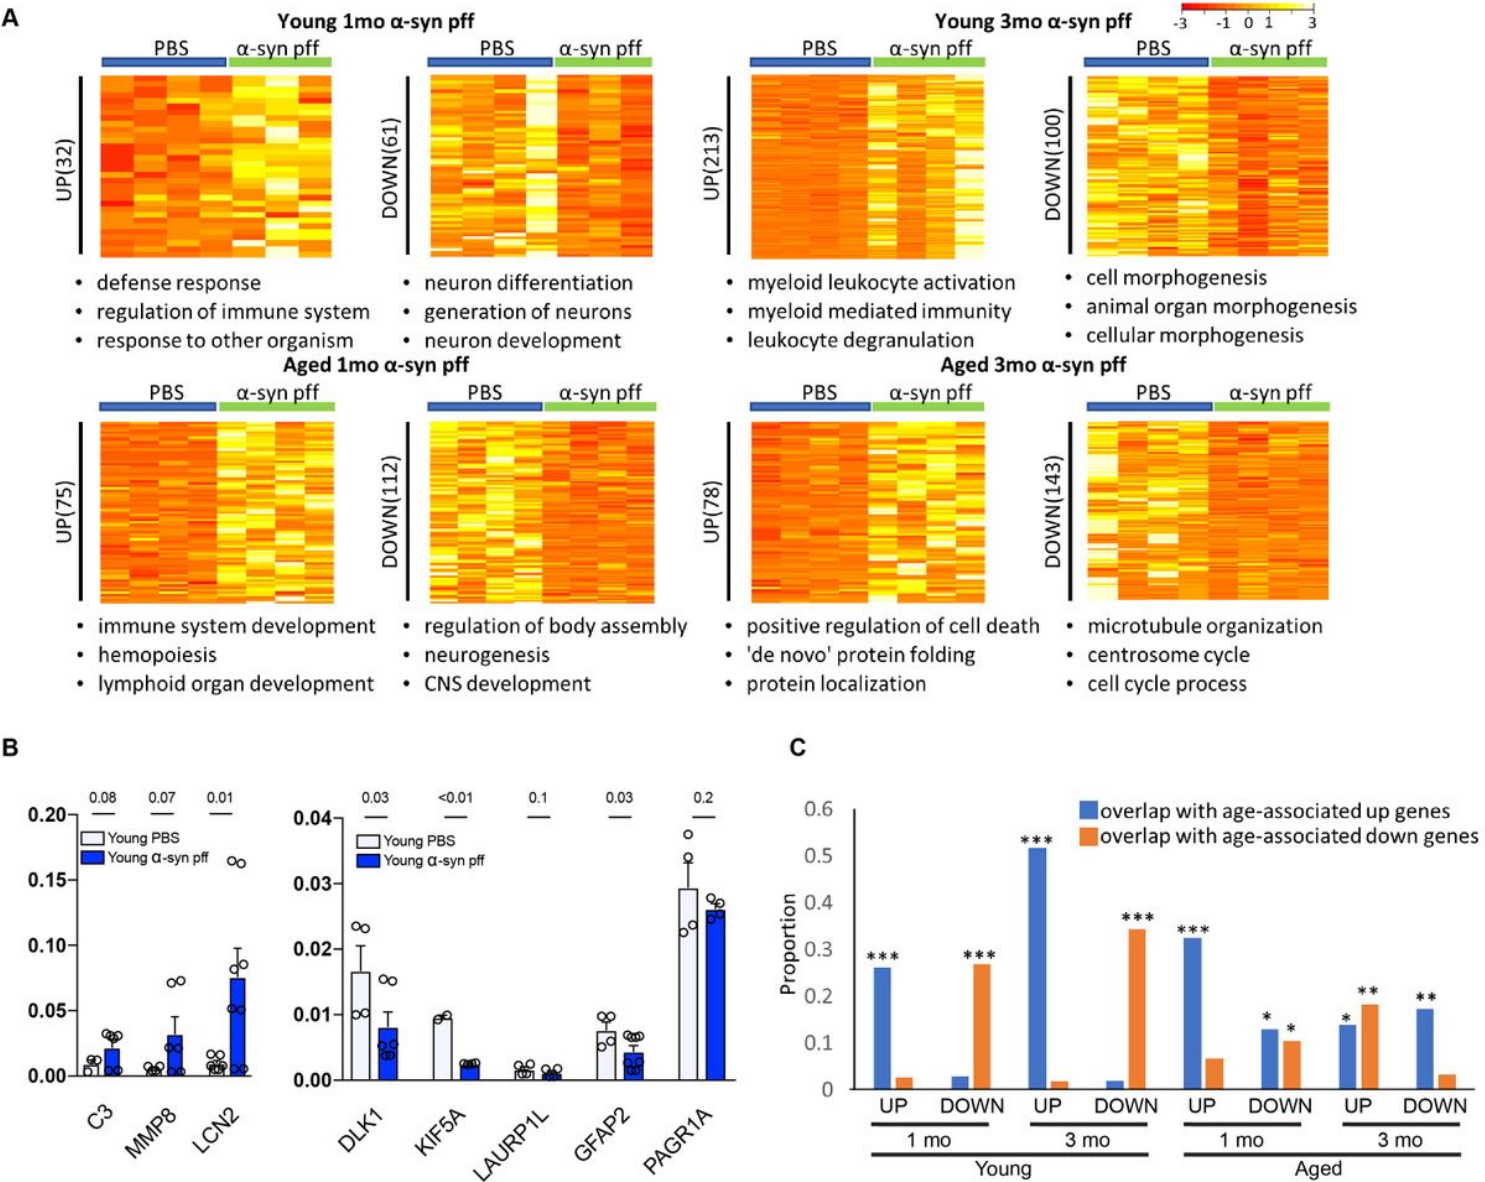 A
Young 1mo α-syn pff
Young 3mo α-syn pff
-3 -1 0 1 3
PBS α-syn pff PBS α-syn pff PBS α-syn pff PBS α-syn pff
UP(32)
DOWN(61)
UP(213)
DOWN(100)
• defense response
• regulation of immune system
• response to other organism
• neuron differentiation
• generation of neurons
• neuron development
• myeloid leukocyte activation
• myeloid mediated immunity
• leukocyte degranulation
• cell morphogenesis
• animal organ morphogenesis
• cellular morphogenesis
Aged 1mo α-syn pff
Aged 3mo α-syn pff
PBS α-syn pff PBS α-syn pff PBS α-syn pff PBS α-syn pff
UP(75)
DOWN(112)
UP(78)
DOWN(143)
• immune system development
• hemopoiesis
• lymphoid organ development
• regulation of body assembly
• neurogenesis
• CNS development
• positive regulation of cell death
• 'de novo' protein folding
• protein localization
• microtubule organization
• centrosome cycle
• cell cycle process
B
0.08 0.07 0.01
0.20
0.15
0.10
0.05
0.00
Young PBS
Young α-syn pff
C3
MMP8
LCN2
0.03 <0.01 0.1 0.03 0.2
0.04
0.03
0.02
0.01
0.00
Young PBS
Young α-syn pff
DLK1
KIF5A
LAURP1L
GFAP2
PAGR1A
C
Proportion
0.6
0.5
0.4
0.3
0.2
0.1
0
overlap with age-associated up genes
overlap with age-associated down genes
*** *** *** *** *** * * * ** **
UP DOWN UP DOWN UP DOWN UP DOWN
1 mo 3 mo 1 mo 3 mo
Young Aged